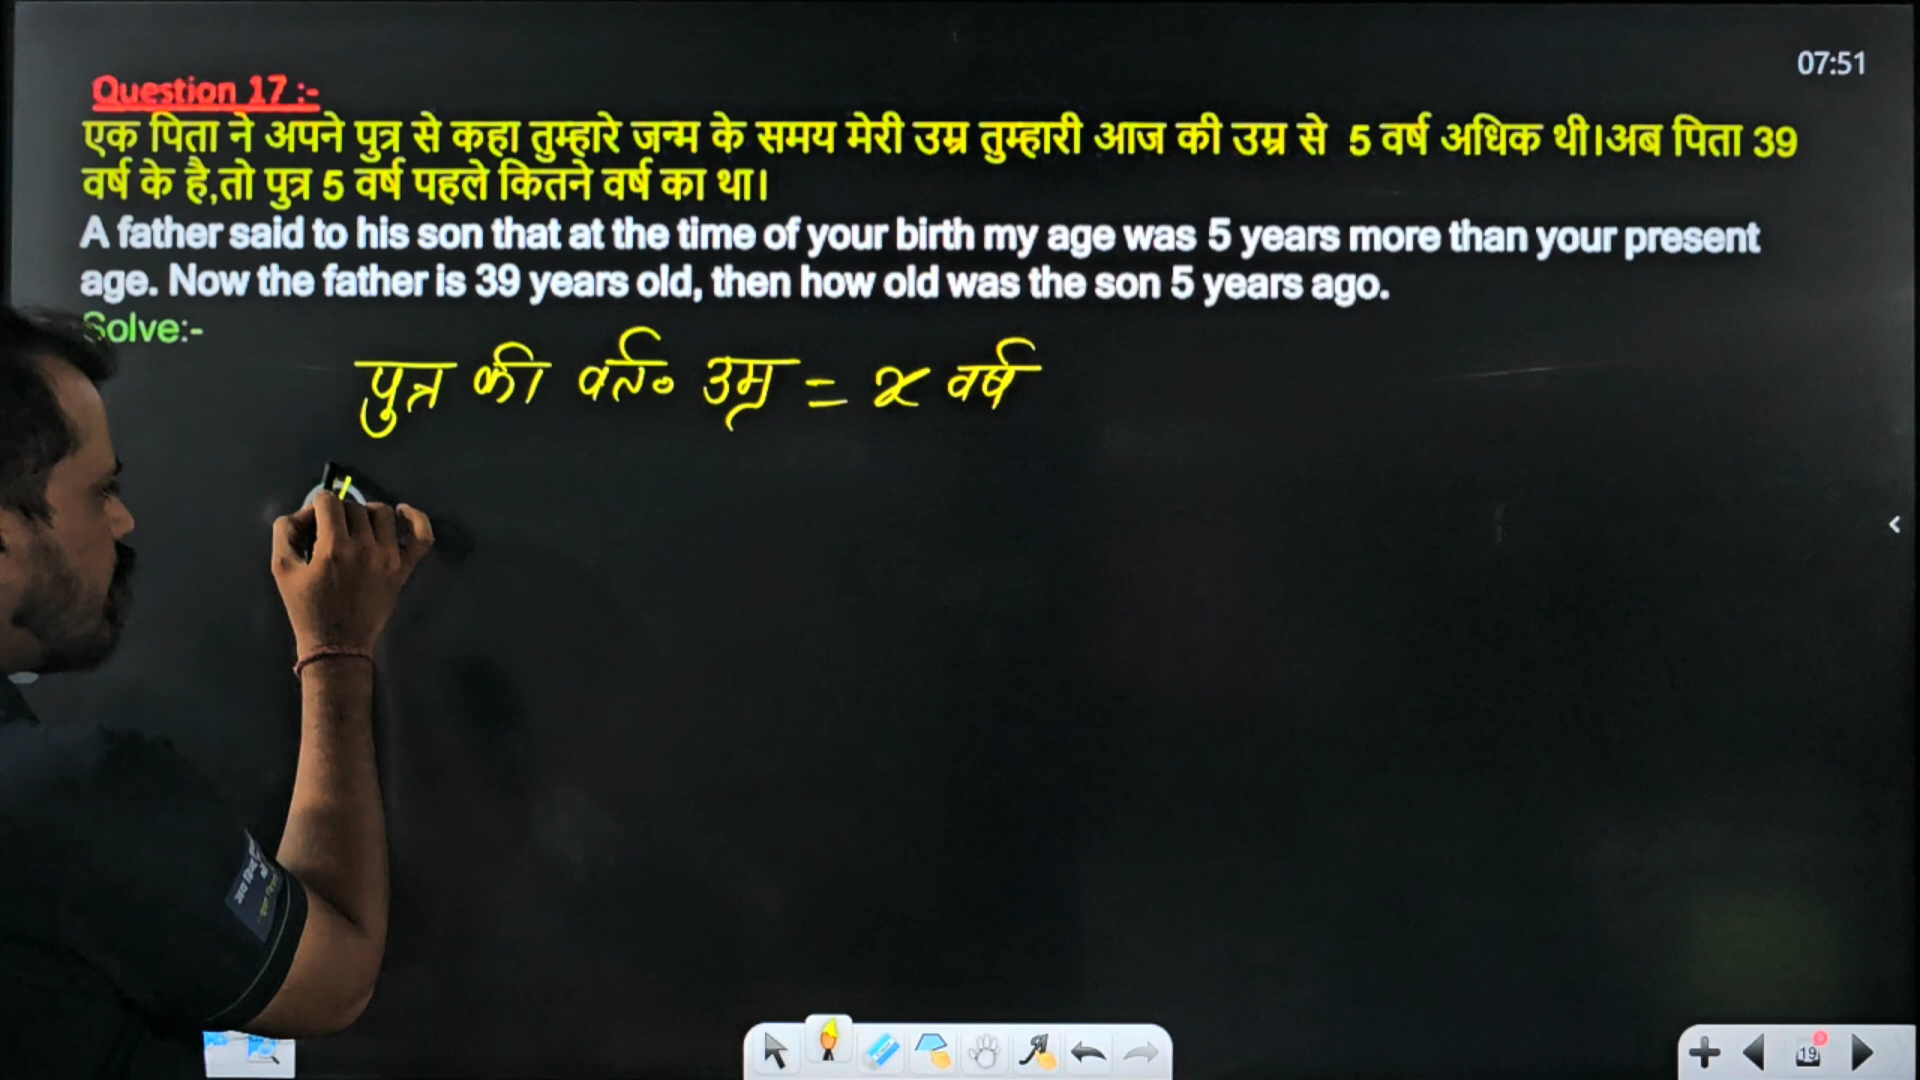 07:51
Question 17 :-
एक पिता ने अपने पुत्र से कहा तुम्हारे जन्म के समय मेरी उम्र तुम्हारी आज की उम्र से 5 वर्ष अधिक थी।अब पिता 39
वर्ष के है,तो पुत्र 5 वर्ष पहले कितने वर्ष का था।
A father said to his son that at the time of your birth my age was 5 years more than your present
age. Now the father is 39 years old, then how old was the son 5 years ago.
Solve:-
पुत्र की वर्त० उम्र = x वर्ष
19